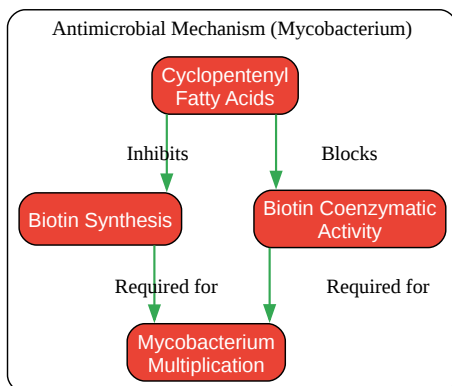 Antimicrobial Mechanism (Mycobacterium)
Cyclopentenyl
Fatty Acids
Inhibits
Blocks
Biotin Synthesis
Biotin Coenzymatic
Activity
Required for
Required for
Mycobacterium
Multiplication